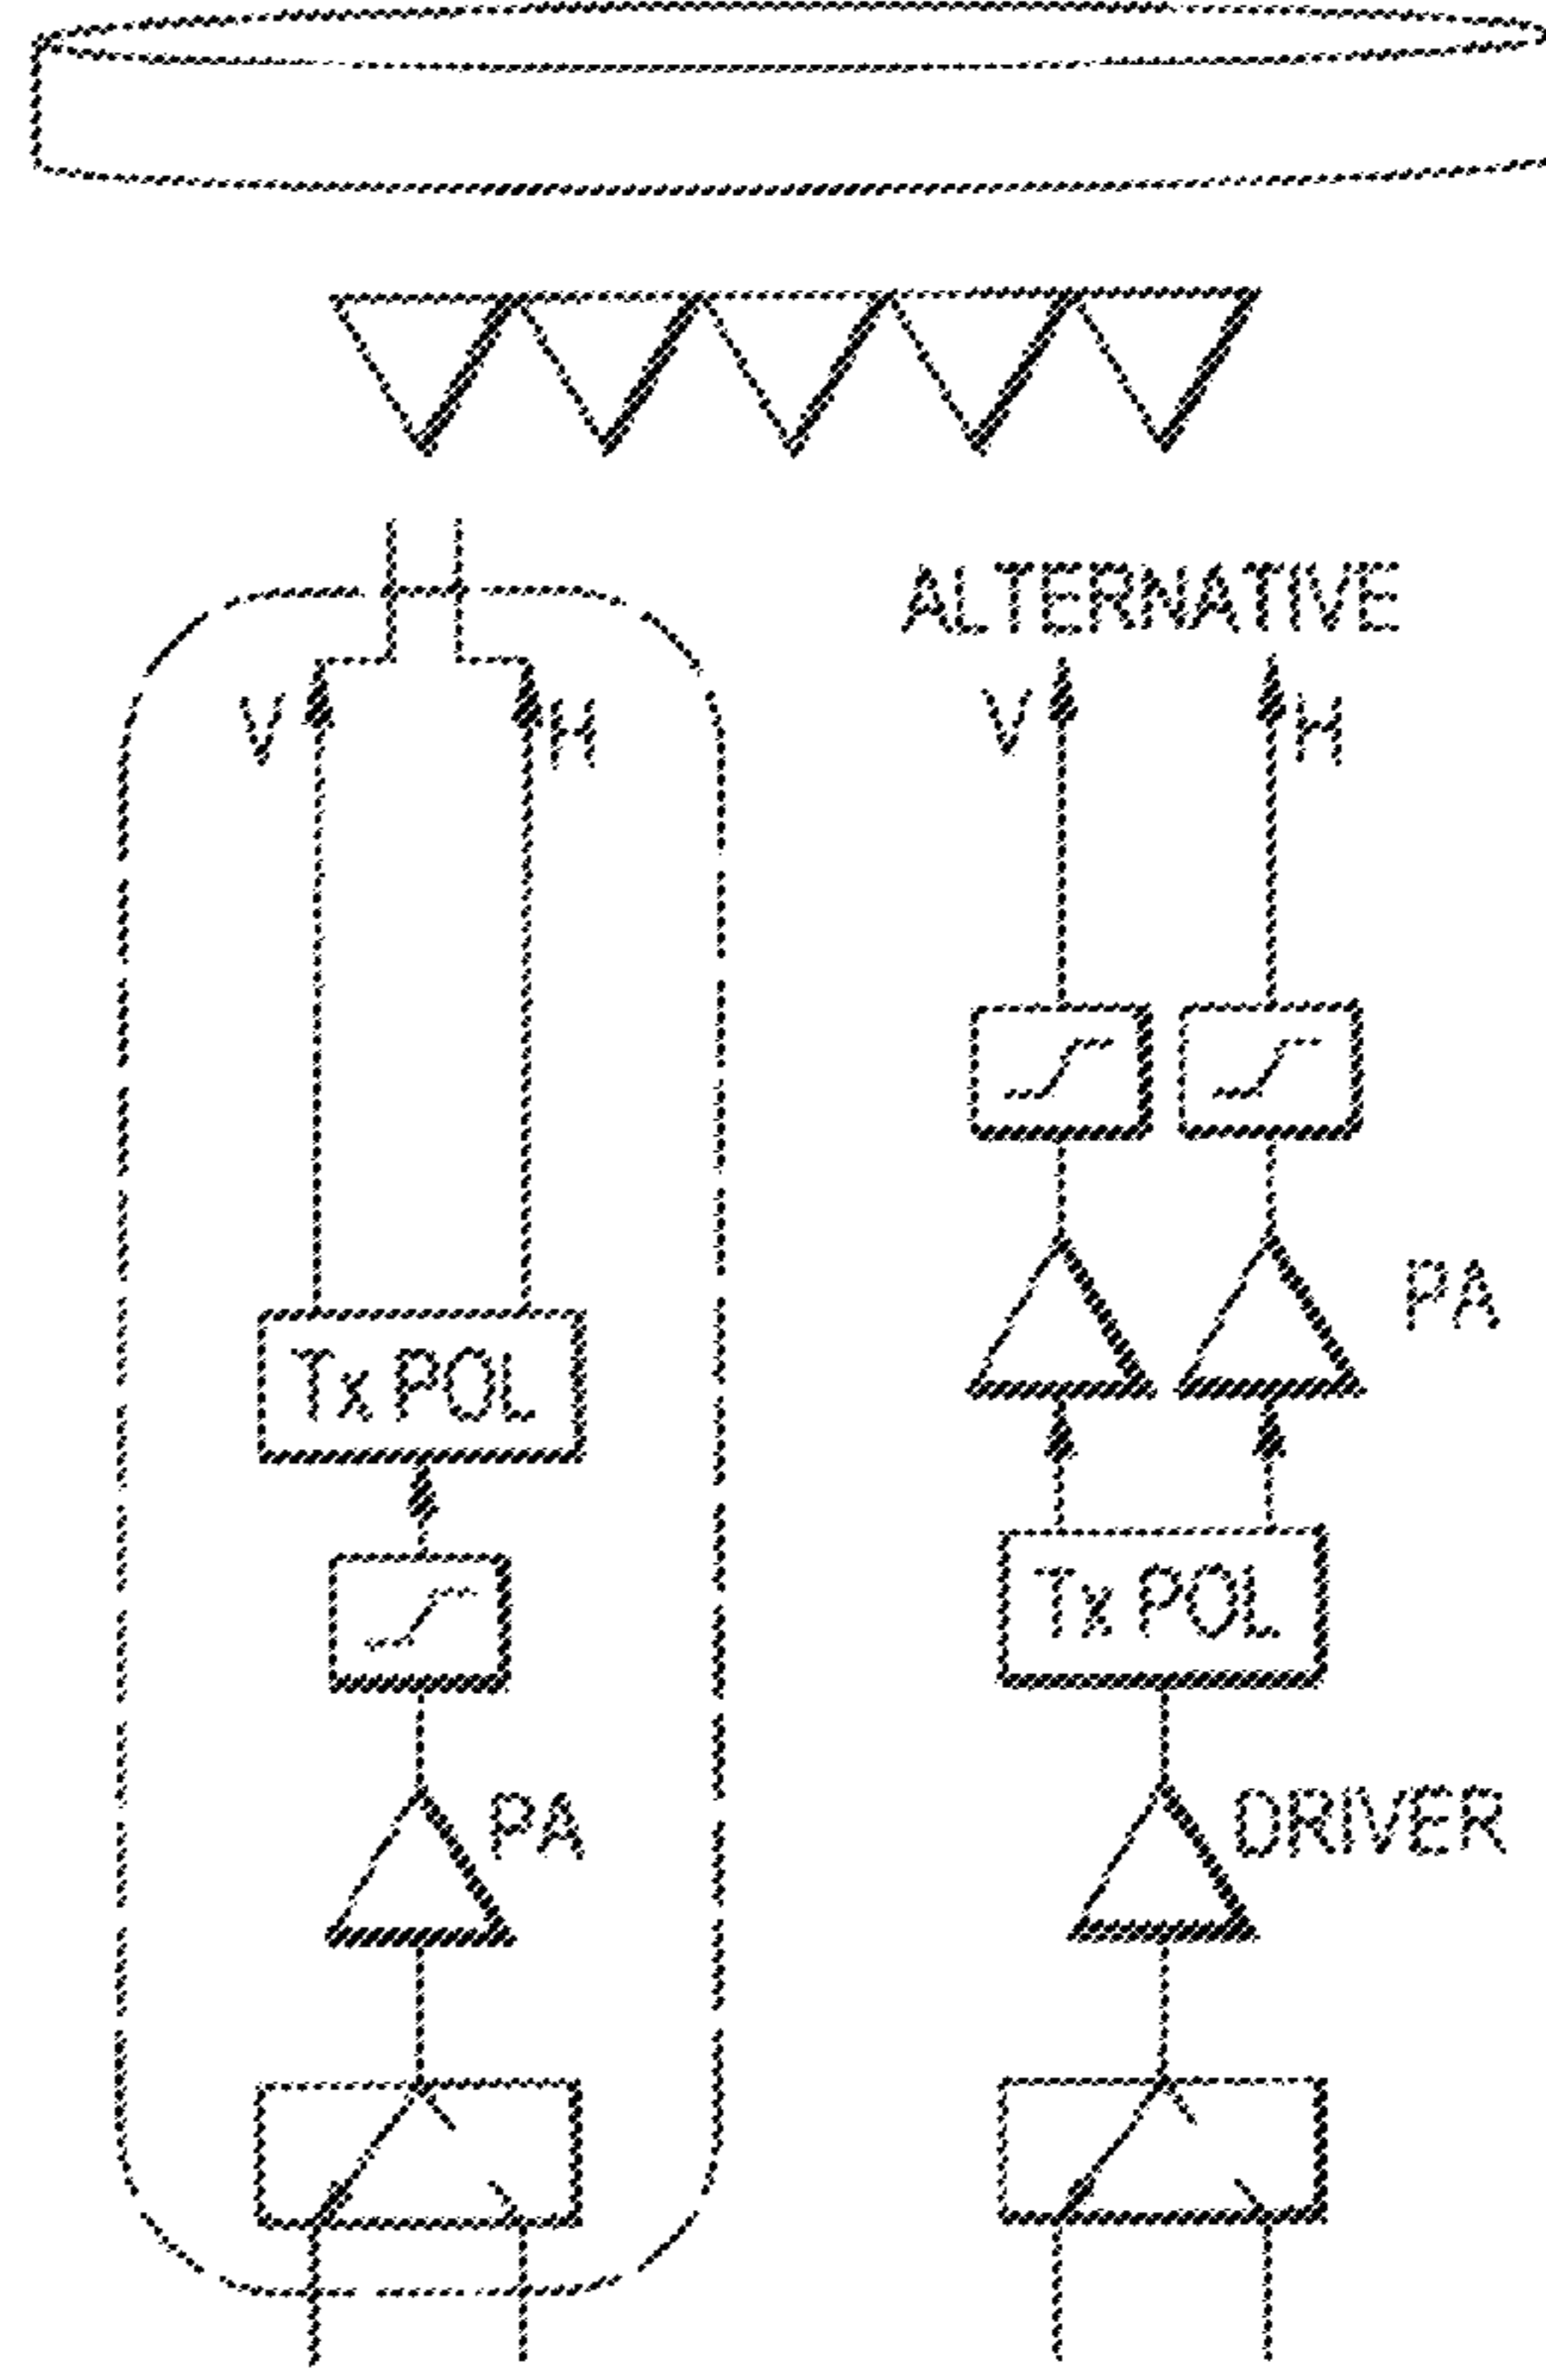 ALTERNATIVE
V H
V H
PA
Tx POL
Tx POL
PA
DRIVER